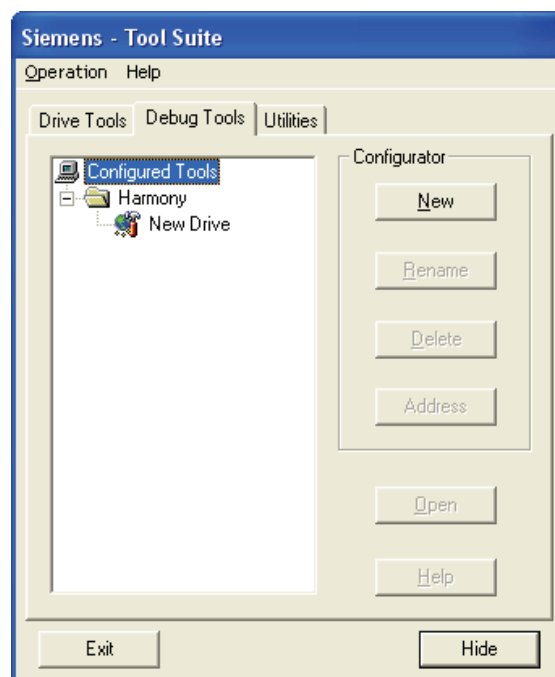 Siemens - Tool Suite
Operation Help
Drive Tools Debug Tools Utilities
Configured Tools
Harmony
New Drive
Configurator
New
Rename
Delete
Address
Open
Help
Exit Hide